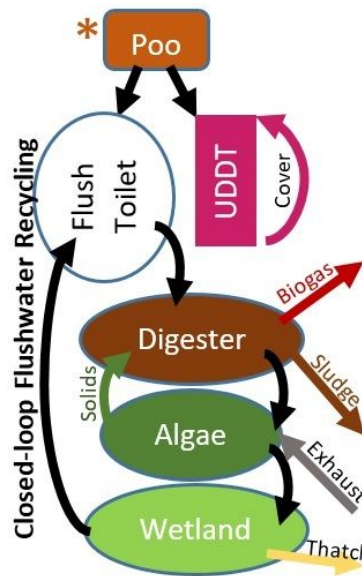 *
Poo
Flush
Toilet
UDDT
Cover
Closed-loop Flushwater Recycling
Biogas
Digester
Sludge
Solids
Algae
Exhaust
Wetland
Thatch